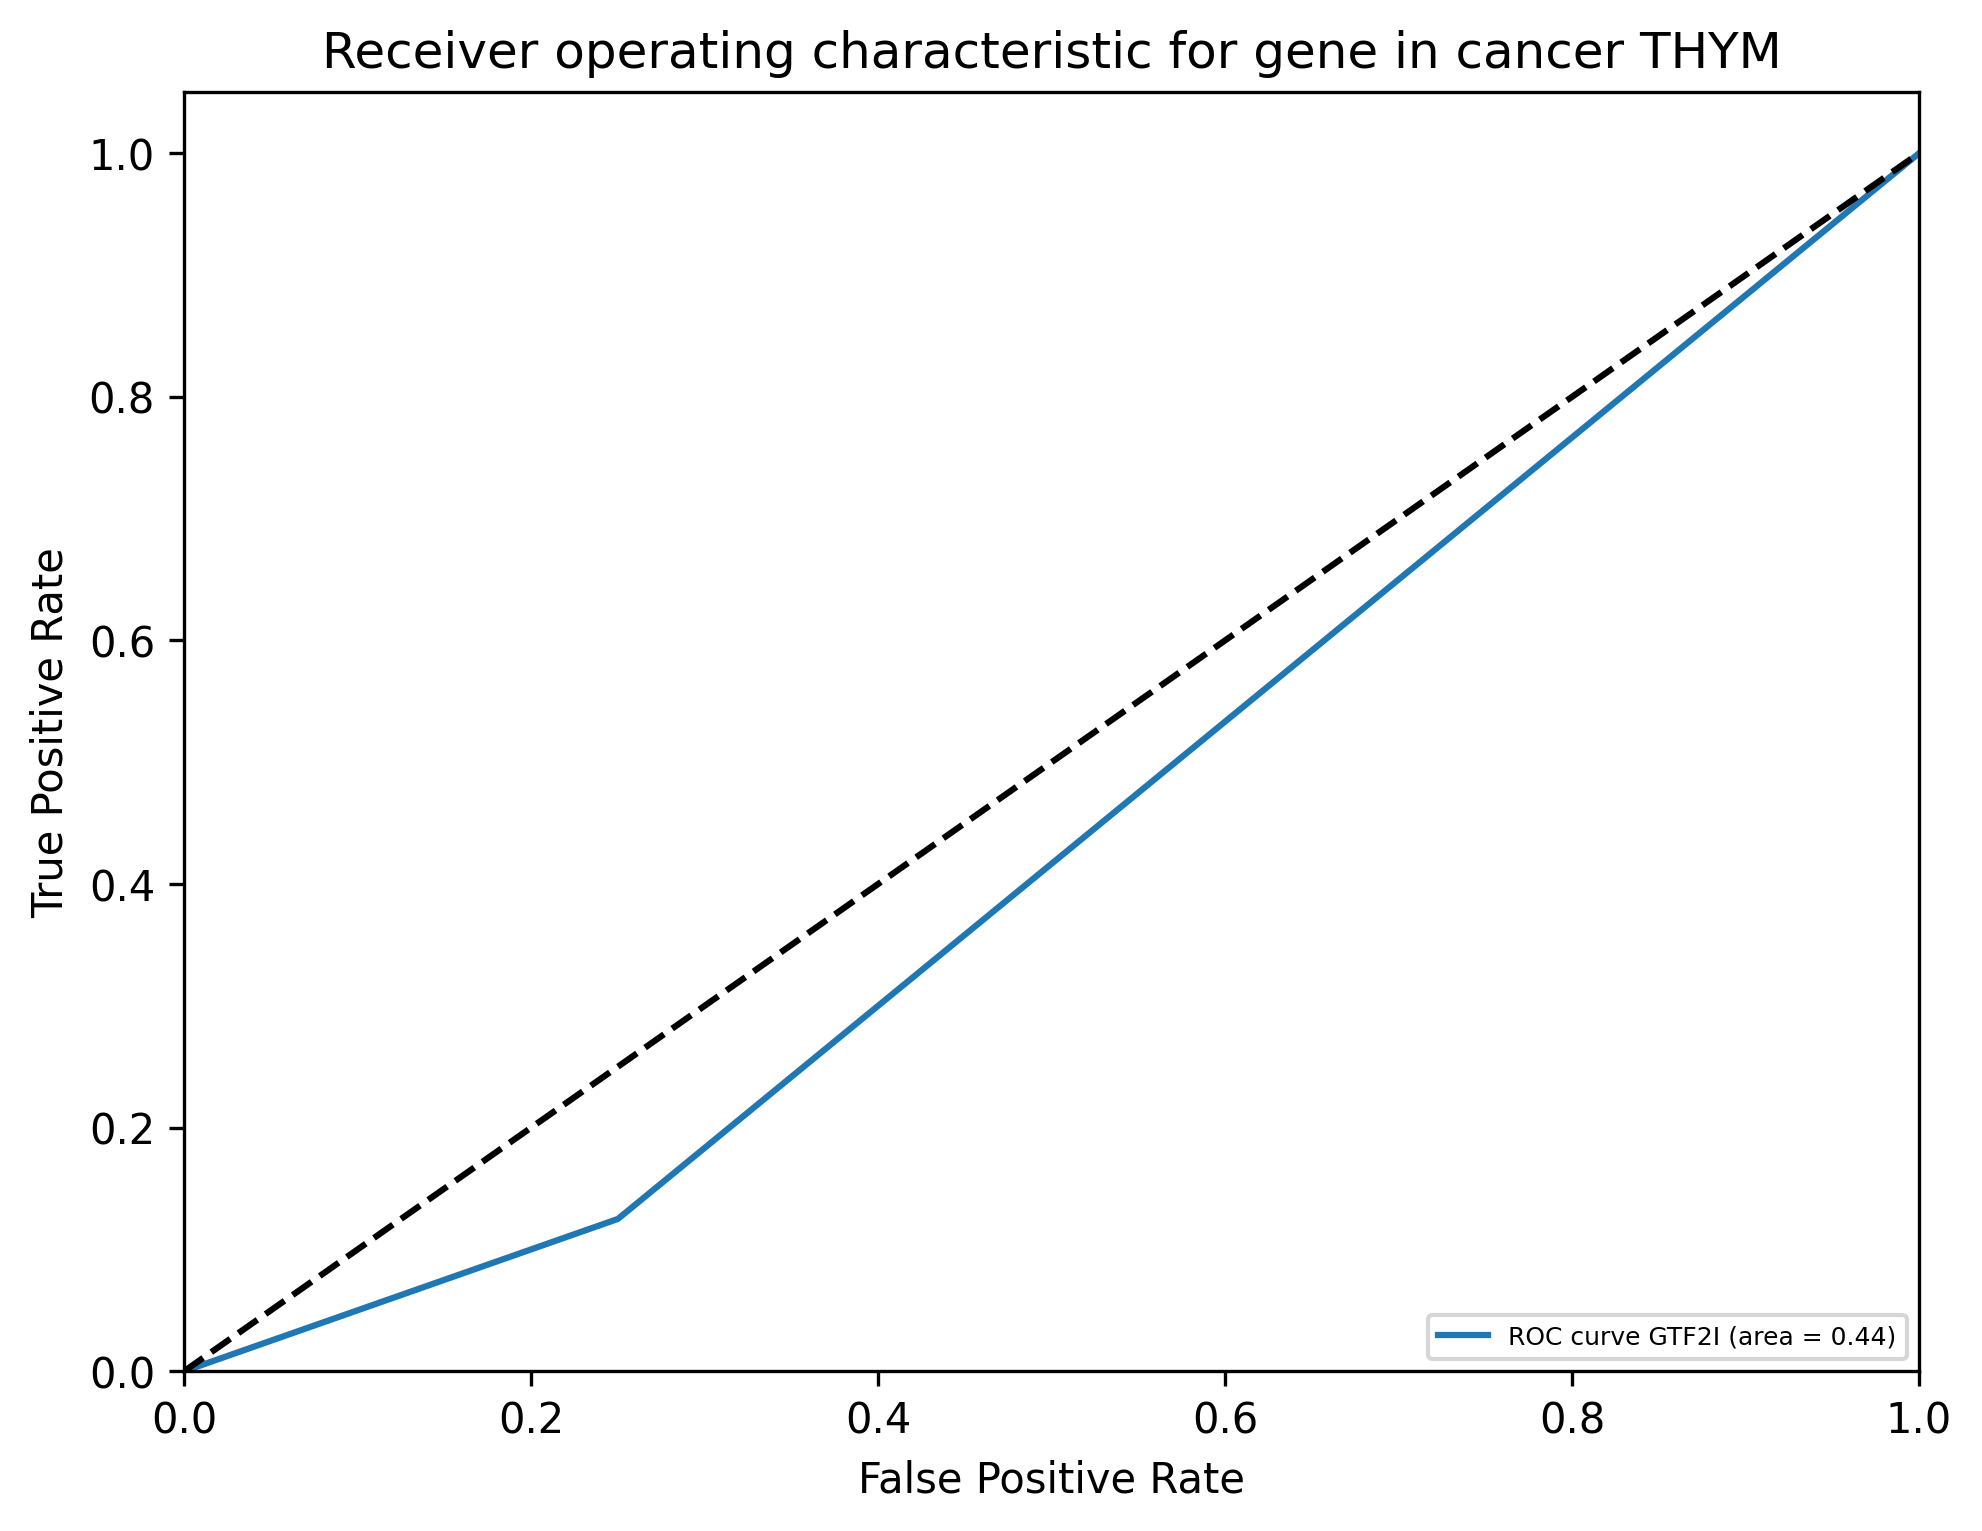 Receiver operating characteristic for gene in cancer THYM
True Positive Rate
1.0
0.8
0.6
0.4
0.2
0.0
0.0 0.2 0.4 0.6 0.8 1.0
False Positive Rate
ROC curve GTF2I (area = 0.44)